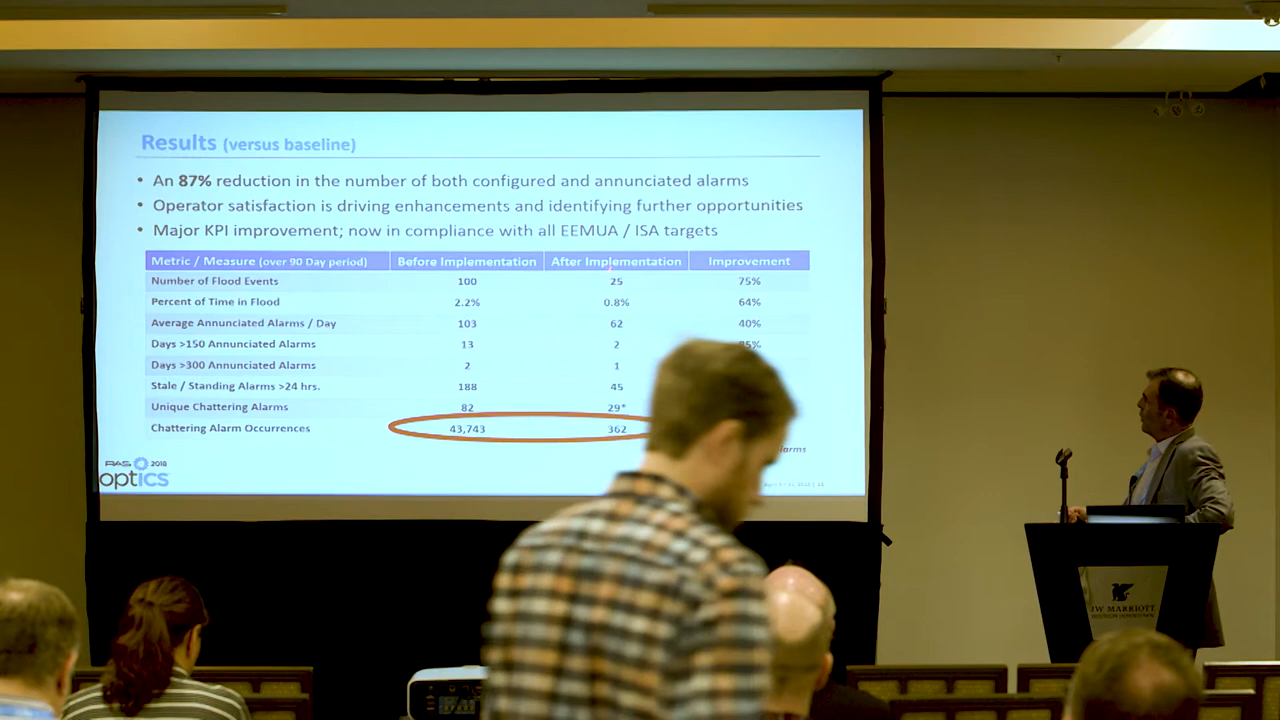 Results (versus baseline)
• An 87% reduction in the number of both configured and annunciated alarms
• Operator satisfaction is driving enhancements and identifying further opportunities
• Major KPI improvement; now in compliance with all EEMUA / ISA targets
Metric / Measure (over 90 Day period) Before Implementation After Implementation Improvement
Number of Flood Events 100 25 75%
Percent of Time in Flood 2.2% 0.8% 64%
Average Annunciated Alarms / Day 103 62 40%
Days >150 Annunciated Alarms 13 2
Days >300 Annunciated Alarms 2 1
Stale / Standing Alarms >24 hrs. 188 45
Unique Chattering Alarms 82 29*
Chattering Alarm Occurrences 43,743 362
PAS 2018
optics
JW MARRIOTT